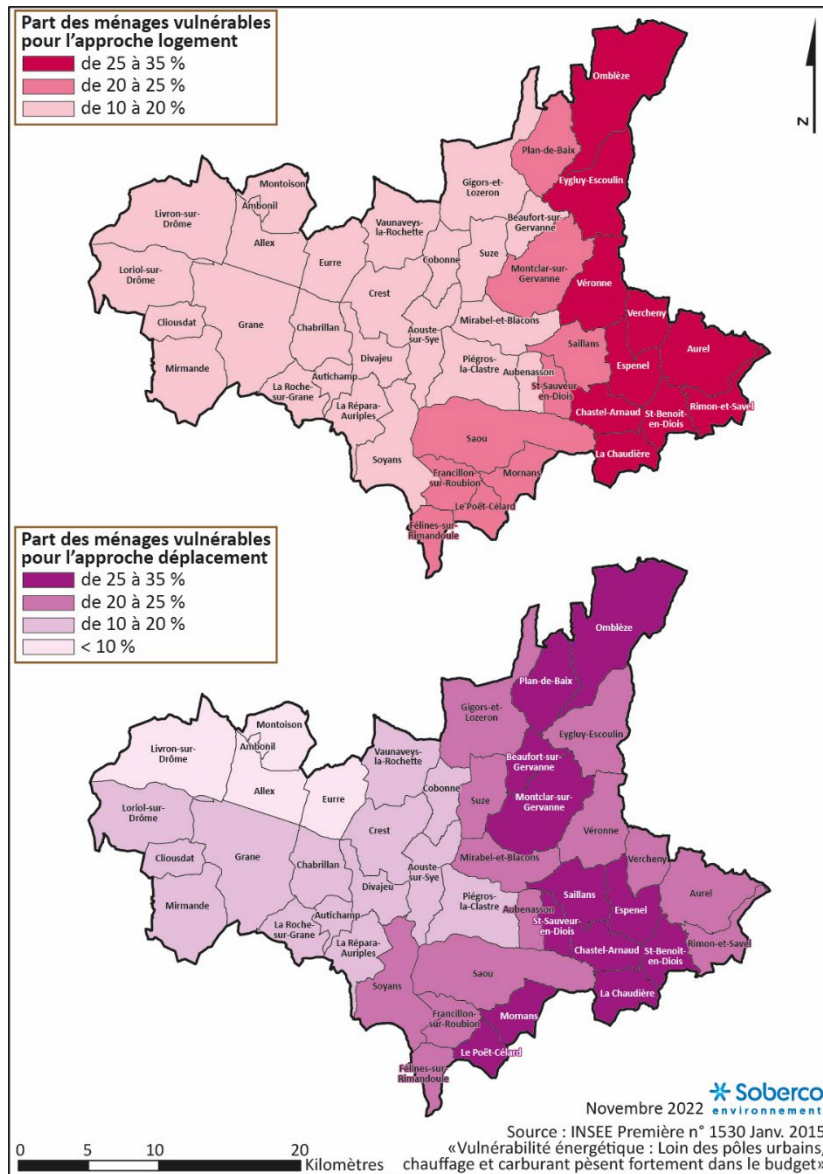 Part des ménages vulnérables
pour l'approche logement
de 25 à 35 %
de 20 à 25 %
de 10 à 20 %
N
Omblèze
Plan-de-Baix
Eygluy-Escoulin
Montoison
Ambonil
Livron-sur-
Drôme
Allex
Gigors-et-
Lozeron
Beaufort-sur-
Gervanne
Vaunaveys-
la-Rochette
Eurre
Cobonne
Suze
Montclar-sur-
Gervanne
Véronne
Loriol-sur-
Drôme
Crest
Vercheny
Cliousdat
Grane
Chabrillan
Aouste-
sur-Sye
Mirabel-et-Blacons
Saillans
Aurel
Mirmande
Divajeu
Piégros-
la-Clastre
Aubenasson
Espenel
Autichamp
St-Sauveur-
en-Diois
La Roche-
sur-Grane
La Répara-
Auriples
Chastel-Arnaud
St-Benoit-
en-Diois
Rimon-et-Savel
Saou
La Chaudière
Soyans
Francillon-
sur-Roubion
Mornans
Le Poët-Célard
Félines-sur-
Rimandoule
Part des ménages vulnérables
pour l'approche déplacement
de 25 à 35 %
de 20 à 25 %
de 10 à 20 %
< 10 %
Omblèze
Plan-de-Baix
Gigors-et-
Lozeron
Eygluy-Escoulin
Montoison
Ambonil
Livron-sur-
Drôme
Allex
Vaunaveys-
la-Rochette
Beaufort-sur-
Gervanne
Eurre
Cobonne
Suze
Montclar-sur-
Gervanne
Véronne
Loriol-sur-
Drôme
Crest
Mirabel-et-Blacons
Vercheny
Cliousdat
Grane
Chabrillan
Aouste-
sur-Sye
Saillans
Aurel
Mirmande
Divajeu
Piégros-
la-Clastre
Aubenasson
Espenel
Autichamp
St-Sauveur-
en-Diois
La Roche-
sur-Grane
La Répara-
Auriples
Chastel-Arnaud
St-Benoit-
en-Diois
Rimon-et-Savel
Saou
La Chaudière
Soyans
Mornans
Francillon-
sur-Roubion
Le Poët-Célard
Félines-sur-
Rimandoule
Novembre 2022
Soberco
environnement
Source : INSEE Première n° 1530 Janv. 2015
«Vulnérabilité énergétique : Loin des pôles urbains,
chauffage et carburant pèsent fortement dans le budget»
0 5 10 20
Kilomètres